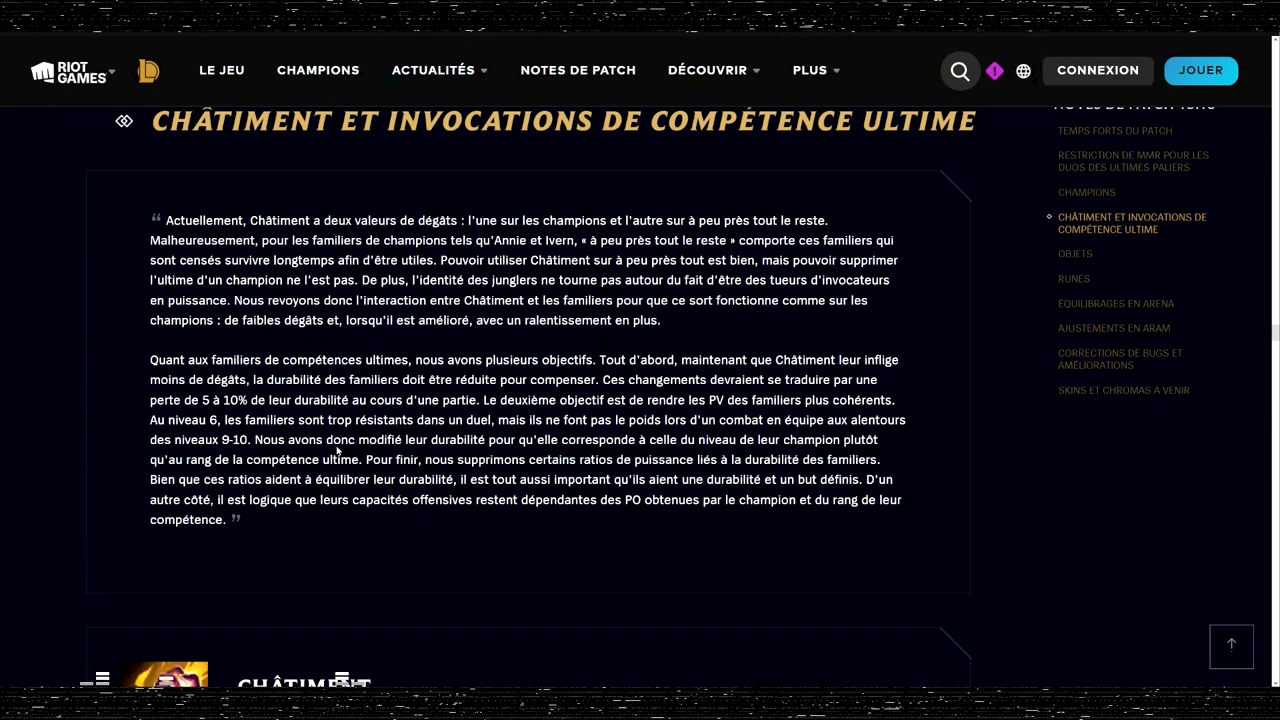 RIOT
GAMES
LE JEU
CHAMPIONS
ACTUALITÉS
NOTES DE PATCH
DÉCOUVRIR
PLUS
CONNEXION
JOUER
CHÂTIMENT ET INVOCATIONS DE COMPÉTENCE ULTIME
“ Actuellement, Châtiment a deux valeurs de dégâts : l'une sur les champions et l'autre sur à peu près tout le reste.
Malheureusement, pour les familiers de champions tels qu'Annie et Ivern, « à peu près tout le reste » comporte ces familiers qui
sont censés survivre longtemps afin d'être utiles. Pouvoir utiliser Châtiment sur à peu près tout est bien, mais pouvoir supprimer
l'ultime d'un champion ne l'est pas. De plus, l'identité des junglers ne tourne pas autour du fait d'être des tueurs d'invocateurs
en puissance. Nous revoyons donc l'interaction entre Châtiment et les familiers pour que ce sort fonctionne comme sur les
champions : de faibles dégâts et, lorsqu'il est amélioré, avec un ralentissement en plus.
Quant aux familiers de compétences ultimes, nous avons plusieurs objectifs. Tout d'abord, maintenant que Châtiment leur inflige
moins de dégâts, la durabilité des familiers doit être réduite pour compenser. Ces changements devraient se traduire par une
perte de 5 à 10% de leur durabilité au cours d'une partie. Le deuxième objectif est de rendre les PV des familiers plus cohérents.
Au niveau 6, les familiers sont trop résistants dans un duel, mais ils ne font pas le poids lors d'un combat en équipe aux alentours
des niveaux 9-10. Nous avons donc modifié leur durabilité pour qu'elle corresponde à celle du niveau de leur champion plutôt
qu'au rang de la compétence ultime. Pour finir, nous supprimons certains ratios de puissance liés à la durabilité des familiers.
Bien que ces ratios aident à équilibrer leur durabilité, il est tout aussi important qu'ils aient une durabilité et un but définis. D'un
autre côté, il est logique que leurs capacités offensives restent dépendantes des PO obtenues par le champion et du rang de leur
compétence. ”
CHÂTIMENT
TEMPS FORTS DU PATCH
RESTRICTION DE MMR POUR LES
DUOS DES ULTIMES PALIERS
CHAMPIONS
CHÂTIMENT ET INVOCATIONS DE
COMPÉTENCE ULTIME
OBJETS
RUNES
ÉQUILIBRAGES EN ARENA
AJUSTEMENTS EN ARAM
CORRECTIONS DE BUGS ET
AMÉLIORATIONS
SKINS ET CHROMAS À VENIR